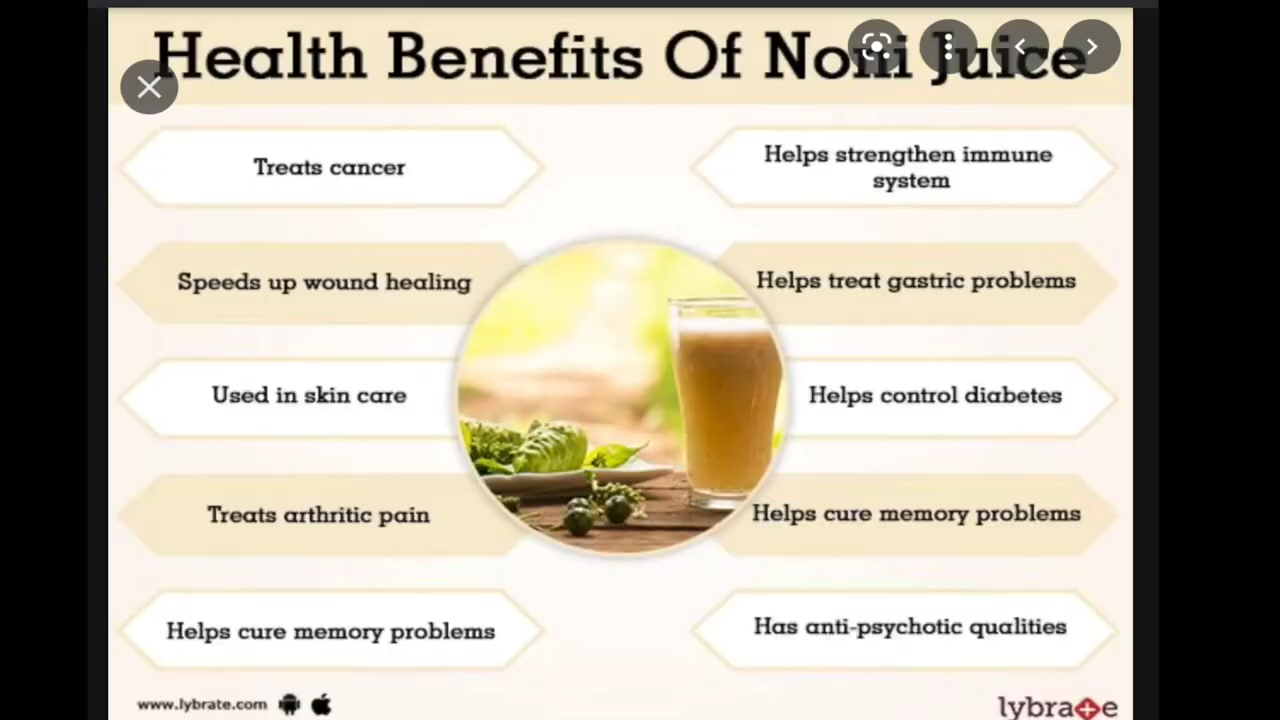 Health Benefits Of Noni Juice
Treats cancer
Helps strengthen immune
system
Speeds up wound healing
Helps treat gastric problems
Used in skin care
Helps control diabetes
Treats arthritic pain
Helps cure memory problems
Helps cure memory problems
Has anti-psychotic qualities
www.lybrate.com
lybrate